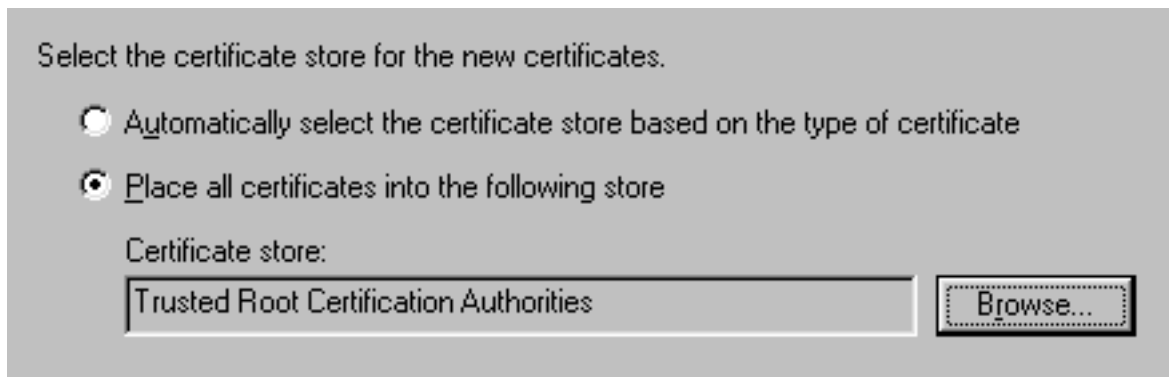 Select the certificate store for the new certificates.
Automatically select the certificate store based on the type of certificate
Place all certificates into the following store
Certificate store:
Trusted Root Certification Authorities
Browse...